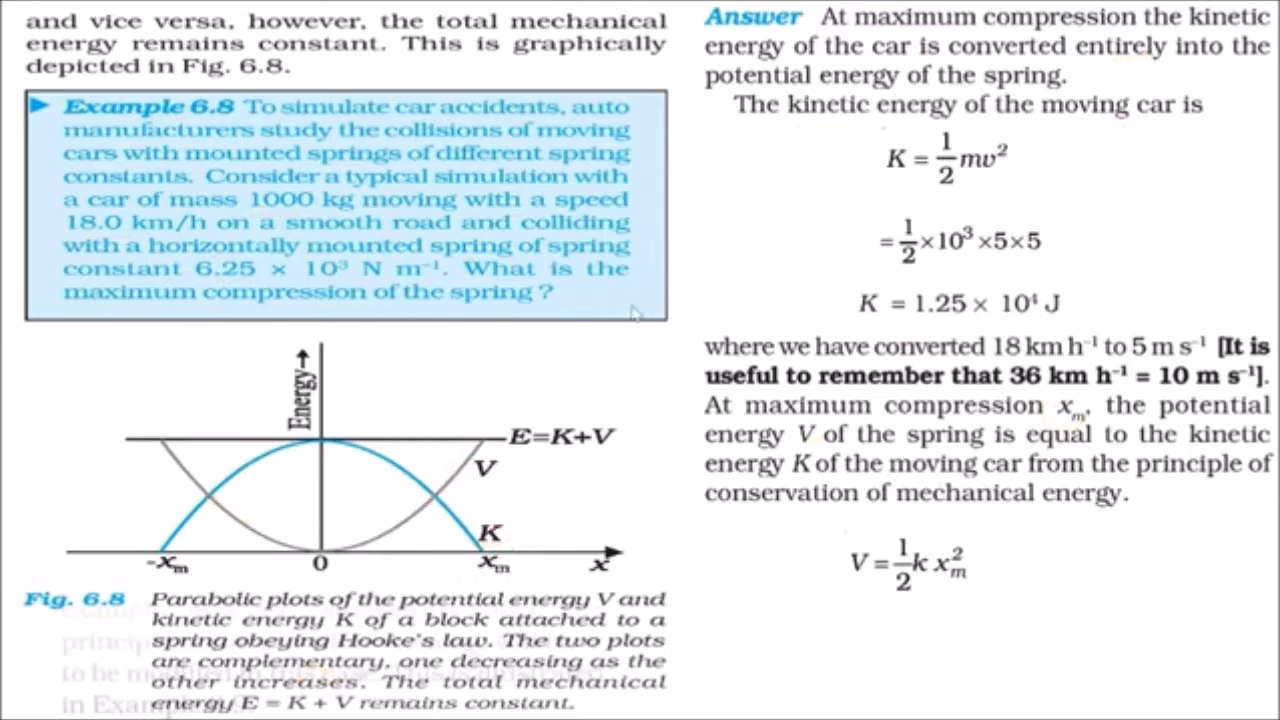 and vice versa, however, the total mechanical
energy remains constant. This is graphically
depicted in Fig. 6.8.
▶ Example 6.8 To simulate car accidents, auto
manufacturers study the collisions of moving
cars with mounted springs of different spring
constants. Consider a typical simulation with
a car of mass 1000 kg moving with a speed
18.0 km/h on a smooth road and colliding
with a horizontally mounted spring of spring
constant 6.25 × 10³ N m⁻¹. What is the
maximum compression of the spring ?
Energy→
E=K+V
V
K
-xₘ 0 xₘ x
Fig. 6.8 Parabolic plots of the potential energy V and
kinetic energy K of a block attached to a
spring obeying Hooke's law. The two plots
are complementary, one decreasing as the
other increases. The total mechanical
energy E = K + V remains constant.
princip
to be mo
in Examp
Answer At maximum compression the kinetic
energy of the car is converted entirely into the
potential energy of the spring.
The kinetic energy of the moving car is
K = 1/2 mv²
= 1/2 ×10³ ×5×5
K = 1.25 × 10⁴ J
where we have converted 18 km h⁻¹ to 5 m s⁻¹ [It is
useful to remember that 36 km h⁻¹ = 10 m s⁻¹].
At maximum compression xₘ, the potential
energy V of the spring is equal to the kinetic
energy K of the moving car from the principle of
conservation of mechanical energy.
V = 1/2 k xₘ²